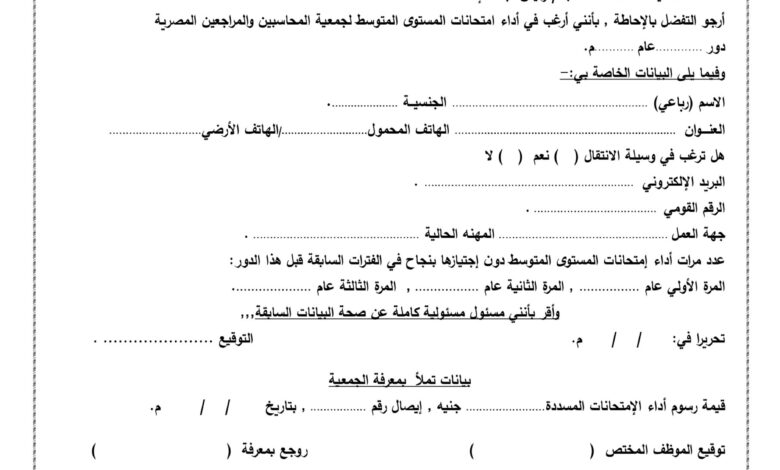 أرجو التفضل بالإحاطة , بأنني أرغب في أداء امتحانات المستوى المتوسط لجمعية المحاسبين والمراجعين المصرية
دور .............عام ...........م.
وفيما يلى البيانات الخاصة بي:-
الاسم (رباعي) ........................................................ الجنسية ................... .
العنـــوان ................................................................ الهاتف المحمول ........................./الهاتف الأرضي...........................
هل ترغب في وسيلة الانتقال ( ) نعم ( ) لا
البريد الإلكتروني ............................................................ .
الرقم القومي .................................... .
جهة العمل ......................................... المهنه الحالية ................................................ .
عدد مرات أداء إمتحانات المستوى المتوسط دون إجتيازها بنجاح في الفترات السابقة قبل هذا الدور:
المرة الأولي عام ................. , المرة الثانية عام .................. , المرة الثالثة عام ......................
وأقر بأنني مسئول مسئولية كاملة عن صحة البيانات السابقة,,,
تحريرا في: / / م. التوقيع ...................... .
بيانات تملأ بمعرفة الجمعية
قيمة رسوم أداء الإمتحانات المسددة....................... جنيه , إيصال رقم ................ , بتاريخ / / م.
توقيع الموظف المختص ( ) روجع بمعرفة ( )